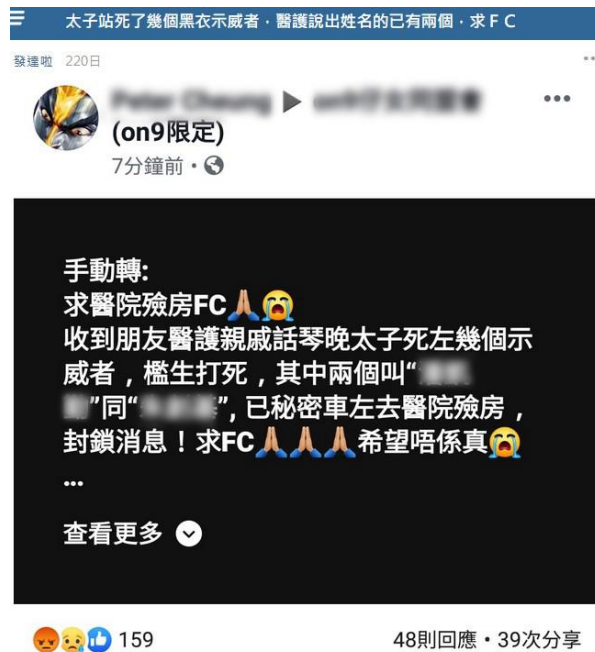 太子站死了幾個黑衣示威者．醫護說出姓名的已有兩個．求ＦＣ
發達啦 220日
(on9限定)
7分鐘前
手動轉:
求醫院殮房FC🙏🏽😭
收到朋友醫護親戚話琴晚太子死左幾個示
威者，檻生打死，其中兩個叫“
”同“ ”, 已秘密車左去醫院殮房，
封鎖消息！求FC🙏🏽🙏🏽🙏🏽希望唔係真😭
...
查看更多
159 48則回應・39次分享